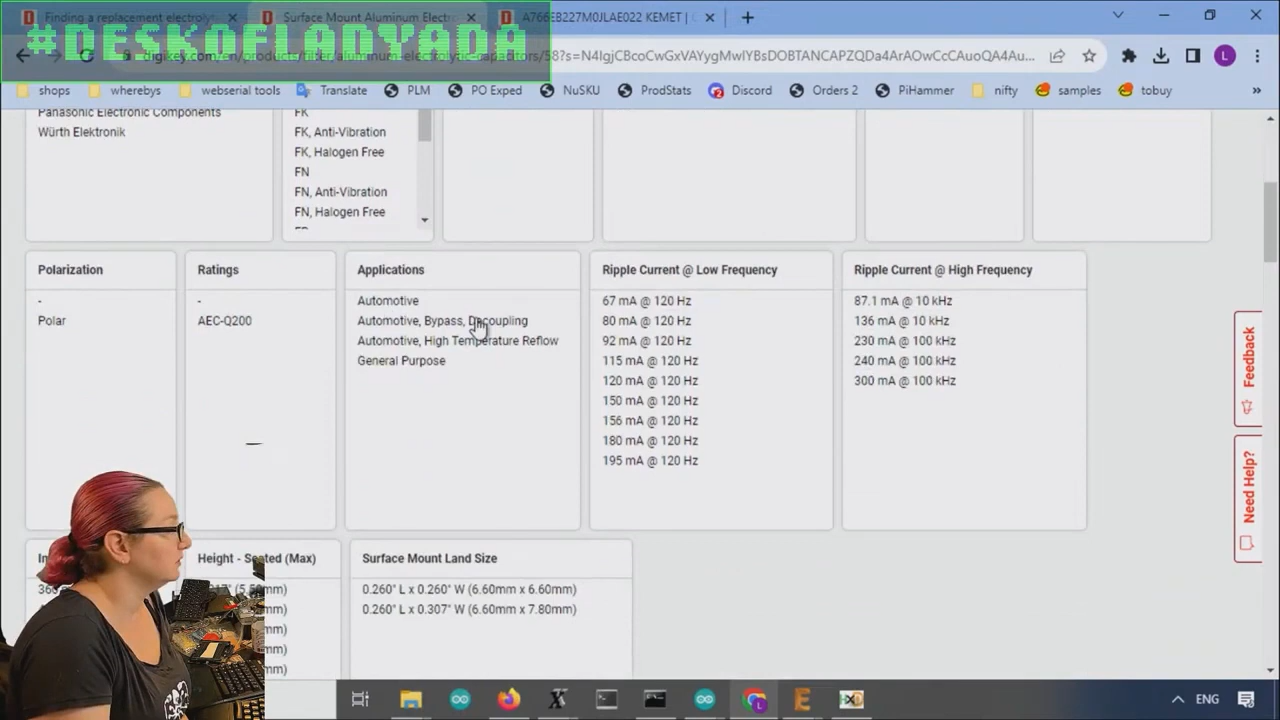 #DESKOFLADYADA
Finding a replacement electrolyt
Surface Mount Aluminum Electro
A766EB227M0JLAE022 KEMET | C
shops
wherebys
webserial tools
Translate
PLM
PO Exped
NuSKU
ProdStats
Discord
Orders 2
PiHammer
nifty
samples
tobuy
»
Panasonic Electronic Components
Würth Elektronik
FK
FK, Anti-Vibration
FK, Halogen Free
FN
FN, Anti-Vibration
FN, Halogen Free
Polarization
-
Polar
Ratings
-
AEC-Q200
Applications
Automotive
Automotive, Bypass, Decoupling
Automotive, High Temperature Reflow
General Purpose
Ripple Current @ Low Frequency
67 mA @ 120 Hz
80 mA @ 120 Hz
92 mA @ 120 Hz
115 mA @ 120 Hz
120 mA @ 120 Hz
150 mA @ 120 Hz
156 mA @ 120 Hz
180 mA @ 120 Hz
195 mA @ 120 Hz
Ripple Current @ High Frequency
87.1 mA @ 10 kHz
136 mA @ 10 kHz
230 mA @ 100 kHz
240 mA @ 100 kHz
300 mA @ 100 kHz
Feedback
Need Help?
Height - Seated (Max)
Surface Mount Land Size
0.260" L x 0.260" W (6.60mm x 6.60mm)
0.260" L x 0.307" W (6.60mm x 7.80mm)
ENG